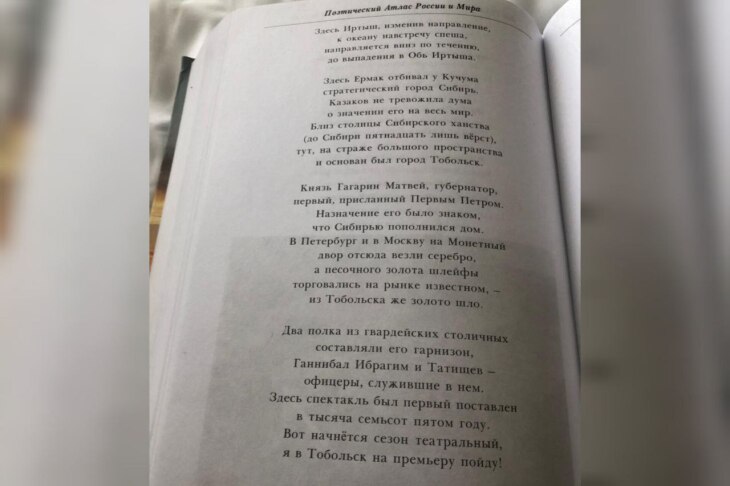 Поэтический Атлас России и Мира
Здесь Иртыш, изменив направление,
к океану навстречу спеша,
направляется вниз по течению,
до выпадения в Обь Иртыша.
Здесь Ермак отбивал у Кучума
стратегический город Сибирь.
Казаков не тревожила дума
о значении его на весь мир.
Близ столицы Сибирского ханства
(до Сибири пятнадцать лишь вёрст),
тут, на страже большого пространства
и основан был город Тобольск.
Князь Гагарин Матвей, губернатор,
первый, присланный Первым Петром.
Назначение его было знаком,
что Сибирью пополнился дом.
В Петербург и в Москву на Монетный
двор отсюда везли серебро,
а песочного золота шлейфы
торговались на рынке известном, –
из Тобольска же золото шло.
Два полка из гвардейских столичных
составляли его гарнизон,
Ганнибал Ибрагим и Татищев –
офицеры, служившие в нем.
Здесь спектакль был первый поставлен
в тысяча семьсот пятом году.
Вот начнётся сезон театральный,
я в Тобольск на премьеру пойду!